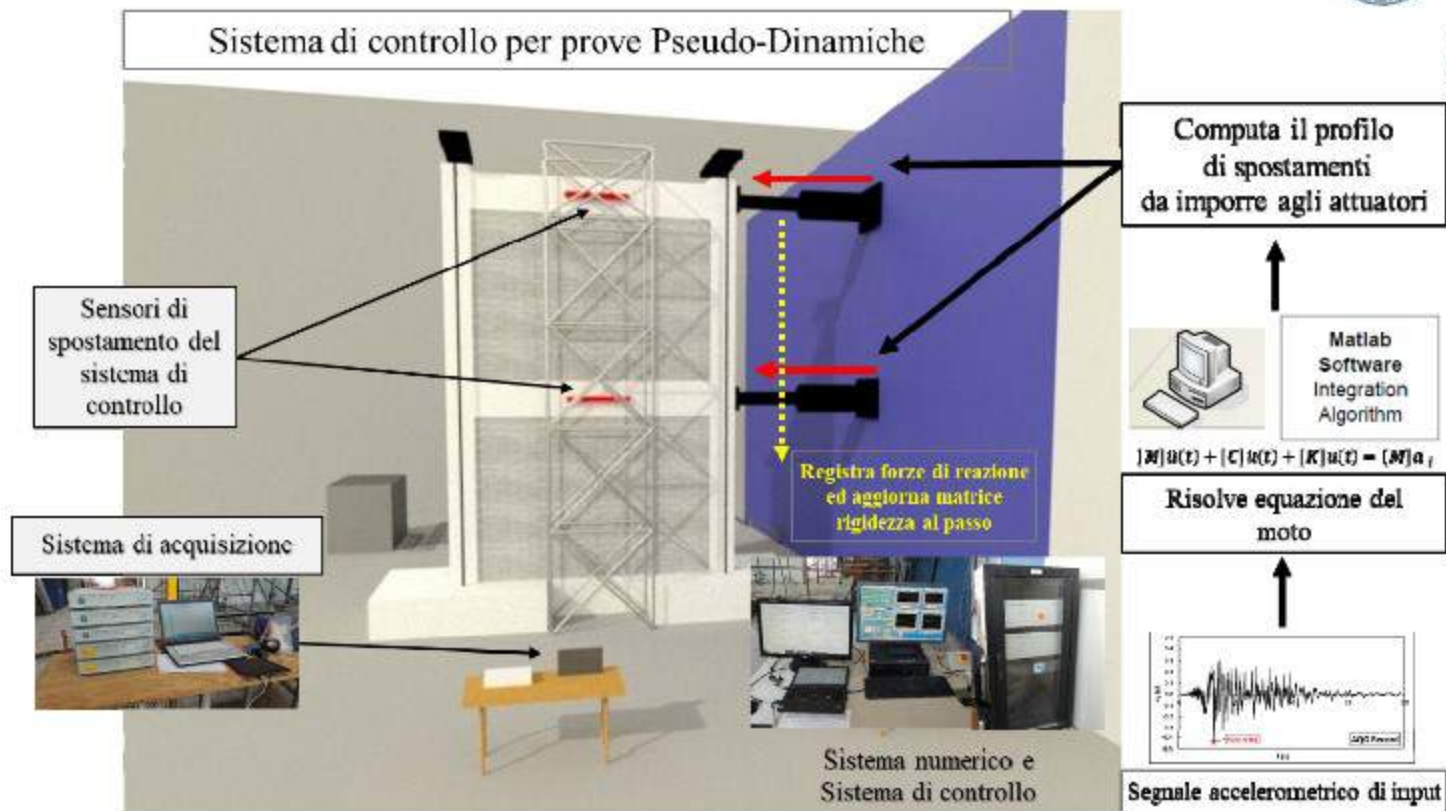 Sistema di controllo per prove Pseudo-Dinamiche
Computa il profilo
di spostamenti
da imporre agli attuatori
Sensori di
spostamento del
sistema di
controllo
Matlab
Software
Integration
Algorithm
[M]ü(t) + [C]u̇(t) + [K]u(t) = [M]a
Registra forze di reazione
ed aggiorna matrice
rigidezza al passo
Risolve equazione del
moto
Sistema di acquisizione
Sistema numerico e
Sistema di controllo
Segnale accelerometrico di input